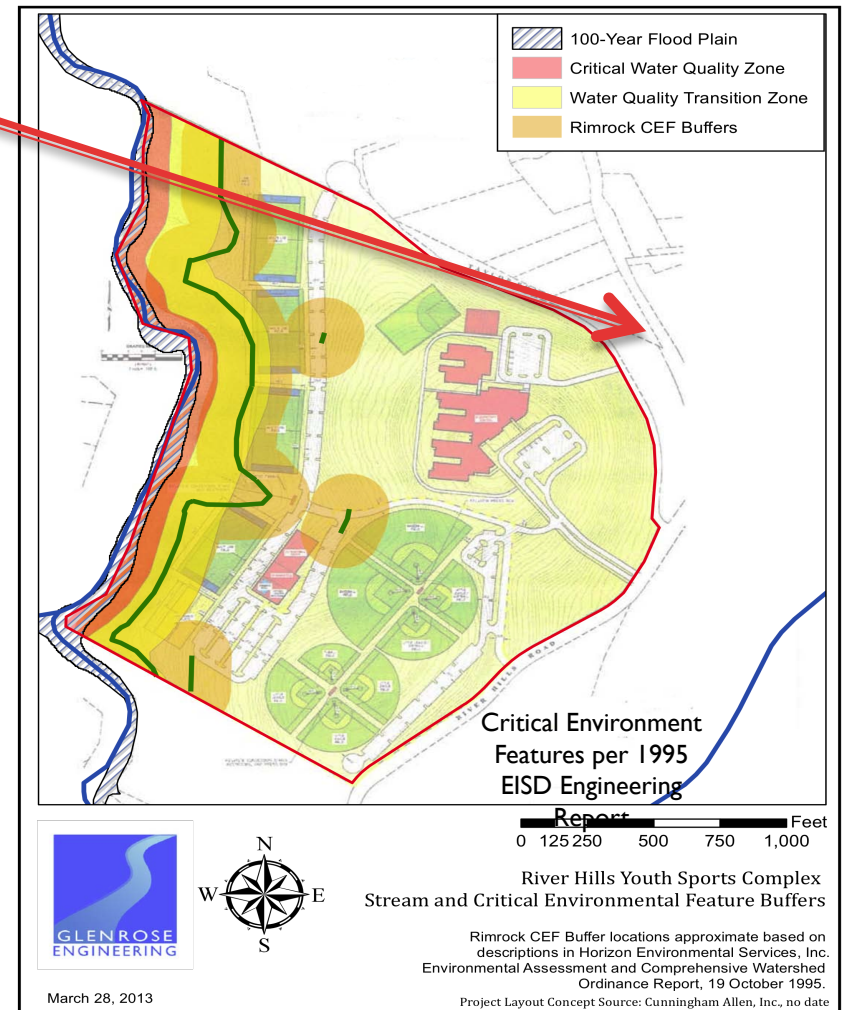 100-Year Flood Plain
Critical Water Quality Zone
Water Quality Transition Zone
Rimrock CEF Buffers
RIVER HILLS ROAD
Critical Environment
Features per 1995
EISD Engineering
Report
Feet
0 125 250 500 750 1,000
N
W E
S
GLENROSE
ENGINEERING
River Hills Youth Sports Complex
Stream and Critical Environmental Feature Buffers
Rimrock CEF Buffer locations approximate based on
descriptions in Horizon Environmental Services, Inc.
Environmental Assessment and Comprehensive Watershed
Ordinance Report, 19 October 1995.
March 28, 2013
Project Layout Concept Source: Cunningham Allen, Inc., no date